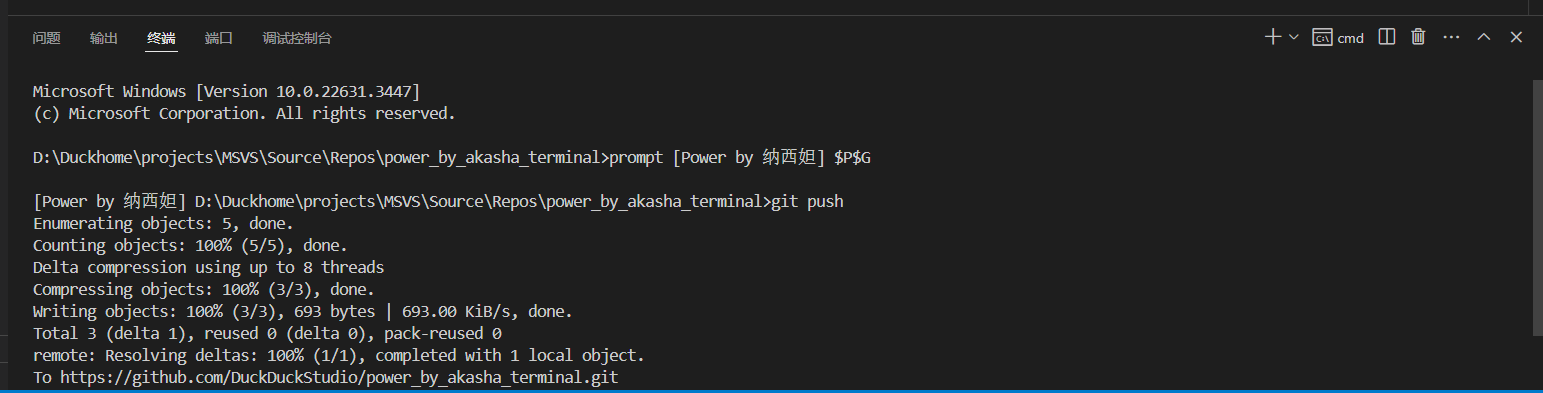 问题 输出 终端 端口 调试控制台 cmd
Microsoft Windows [Version 10.0.22631.3447]
(c) Microsoft Corporation. All rights reserved.
D:\Duckhome\projects\MSVS\Source\Repos\power_by_akasha_terminal>prompt [Power by 纳西妲] $P$G
[Power by 纳西妲] D:\Duckhome\projects\MSVS\Source\Repos\power_by_akasha_terminal>git push
Enumerating objects: 5, done.
Counting objects: 100% (5/5), done.
Delta compression using up to 8 threads
Compressing objects: 100% (3/3), done.
Writing objects: 100% (3/3), 693 bytes | 693.00 KiB/s, done.
Total 3 (delta 1), reused 0 (delta 0), pack-reused 0
remote: Resolving deltas: 100% (1/1), completed with 1 local object.
To https://github.com/DuckDuckStudio/power_by_akasha_terminal.git